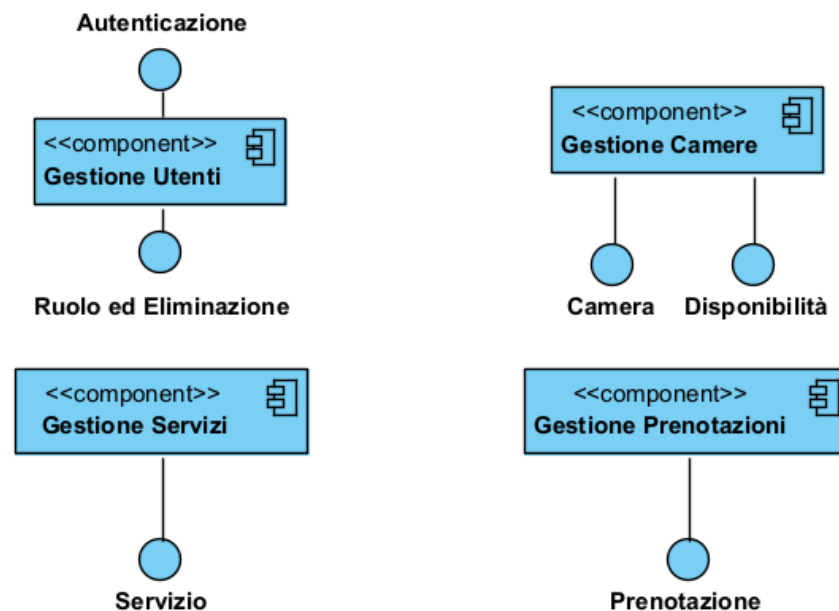 Autenticazione
<<component>>
Gestione Utenti
Ruolo ed Eliminazione
<<component>>
Gestione Camere
Camera
Disponibilità
<<component>>
Gestione Servizi
Servizio
<<component>>
Gestione Prenotazioni
Prenotazione